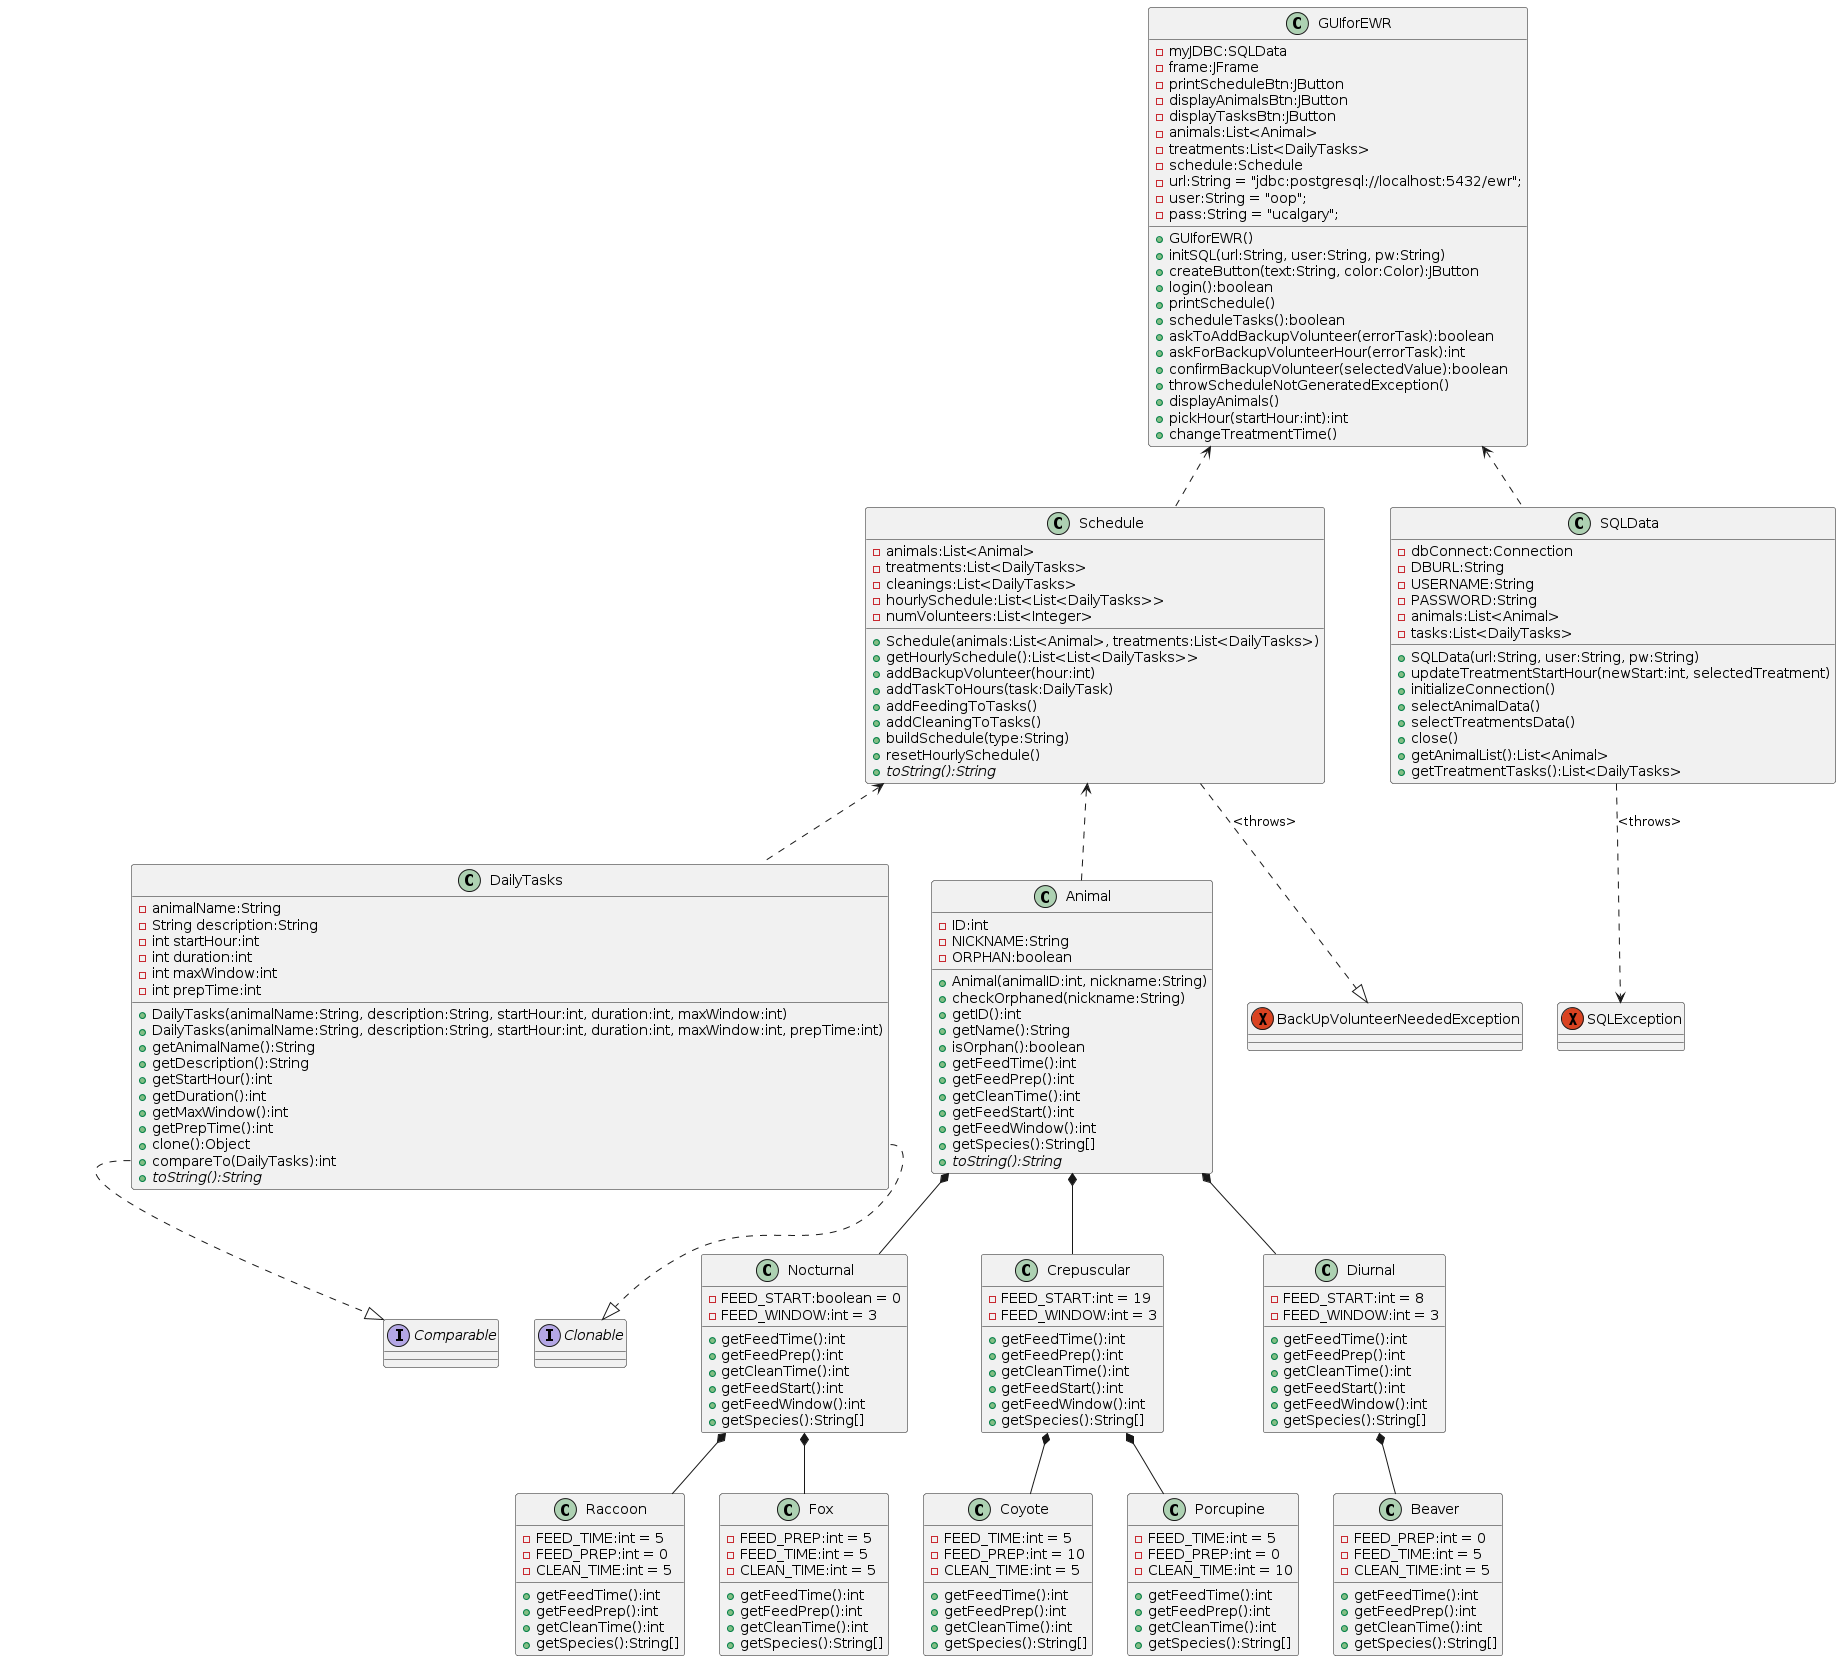 GUIforEWR
myJDBC:SQLData
frame:JFrame
printScheduleBtn:JButton
displayAnimalsBtn:JButton
displayTasksBtn:JButton
animals:List<Animal>
treatments:List<DailyTasks>
schedule:Schedule
url:String = "jdbc:postgresql://localhost:5432/ewr";
user:String = "oop";
pass:String = "ucalgary";
GUIforEWR()
initSQL(url:String, user:String, pw:String)
createButton(text:String, color:Color):JButton
login():boolean
printSchedule()
scheduleTasks():boolean
askToAddBackupVolunteer(errorTask):boolean
askForBackupVolunteerHour(errorTask):int
confirmBackupVolunteer(selectedValue):boolean
throwScheduleNotGeneratedException()
displayAnimals()
pickHour(startHour:int):int
changeTreatmentTime()
Schedule
animals:List<Animal>
treatments:List<DailyTasks>
cleanings:List<DailyTasks>
hourlySchedule:List<List<DailyTasks>>
numVolunteers:List<Integer>
Schedule(animals:List<Animal>, treatments:List<DailyTasks>)
getHourlySchedule():List<List<DailyTasks>>
addBackupVolunteer(hour:int)
addTaskToHours(task:DailyTask)
addFeedingToTasks()
addCleaningToTasks()
buildSchedule(type:String)
resetHourlySchedule()
toString():String
SQLData
dbConnect:Connection
DBURL:String
USERNAME:String
PASSWORD:String
animals:List<Animal>
tasks:List<DailyTasks>
SQLData(url:String, user:String, pw:String)
updateTreatmentStartHour(newStart:int, selectedTreatment)
initializeConnection()
selectAnimalData()
selectTreatmentsData()
close()
getAnimalList():List<Animal>
getTreatmentTasks():List<DailyTasks>
<throws>
<throws>
DailyTasks
animalName:String
String description:String
int startHour:int
int duration:int
int maxWindow:int
int prepTime:int
DailyTasks(animalName:String, description:String, startHour:int, duration:int, maxWindow:int)
DailyTasks(animalName:String, description:String, startHour:int, duration:int, maxWindow:int, prepTime:int)
getAnimalName():String
getDescription():String
getStartHour():int
getDuration():int
getMaxWindow():int
getPrepTime():int
clone():Object
compareTo(DailyTasks):int
toString():String
Animal
ID:int
NICKNAME:String
ORPHAN:boolean
Animal(animalID:int, nickname:String)
checkOrphaned(nickname:String)
getID():int
getName():String
isOrphan():boolean
getFeedTime():int
getFeedPrep():int
getCleanTime():int
getFeedStart():int
getFeedWindow():int
getSpecies():String[]
toString():String
BackUpVolunteerNeededException
SQLException
Comparable
Clonable
Nocturnal
FEED_START:boolean = 0
FEED_WINDOW:int = 3
getFeedTime():int
getFeedPrep():int
getCleanTime():int
getFeedStart():int
getFeedWindow():int
getSpecies():String[]
Crepuscular
FEED_START:int = 19
FEED_WINDOW:int = 3
getFeedTime():int
getFeedPrep():int
getCleanTime():int
getFeedStart():int
getFeedWindow():int
getSpecies():String[]
Diurnal
FEED_START:int = 8
FEED_WINDOW:int = 3
getFeedTime():int
getFeedPrep():int
getCleanTime():int
getFeedStart():int
getFeedWindow():int
getSpecies():String[]
Raccoon
FEED_TIME:int = 5
FEED_PREP:int = 0
CLEAN_TIME:int = 5
getFeedTime():int
getFeedPrep():int
getCleanTime():int
getSpecies():String[]
Fox
FEED_PREP:int = 5
FEED_TIME:int = 5
CLEAN_TIME:int = 5
getFeedTime():int
getFeedPrep():int
getCleanTime():int
getSpecies():String[]
Coyote
FEED_TIME:int = 5
FEED_PREP:int = 10
CLEAN_TIME:int = 5
getFeedTime():int
getFeedPrep():int
getCleanTime():int
getSpecies():String[]
Porcupine
FEED_TIME:int = 5
FEED_PREP:int = 0
CLEAN_TIME:int = 10
getFeedTime():int
getFeedPrep():int
getCleanTime():int
getSpecies():String[]
Beaver
FEED_PREP:int = 0
FEED_TIME:int = 5
CLEAN_TIME:int = 5
getFeedTime():int
getFeedPrep():int
getCleanTime():int
getSpecies():String[]